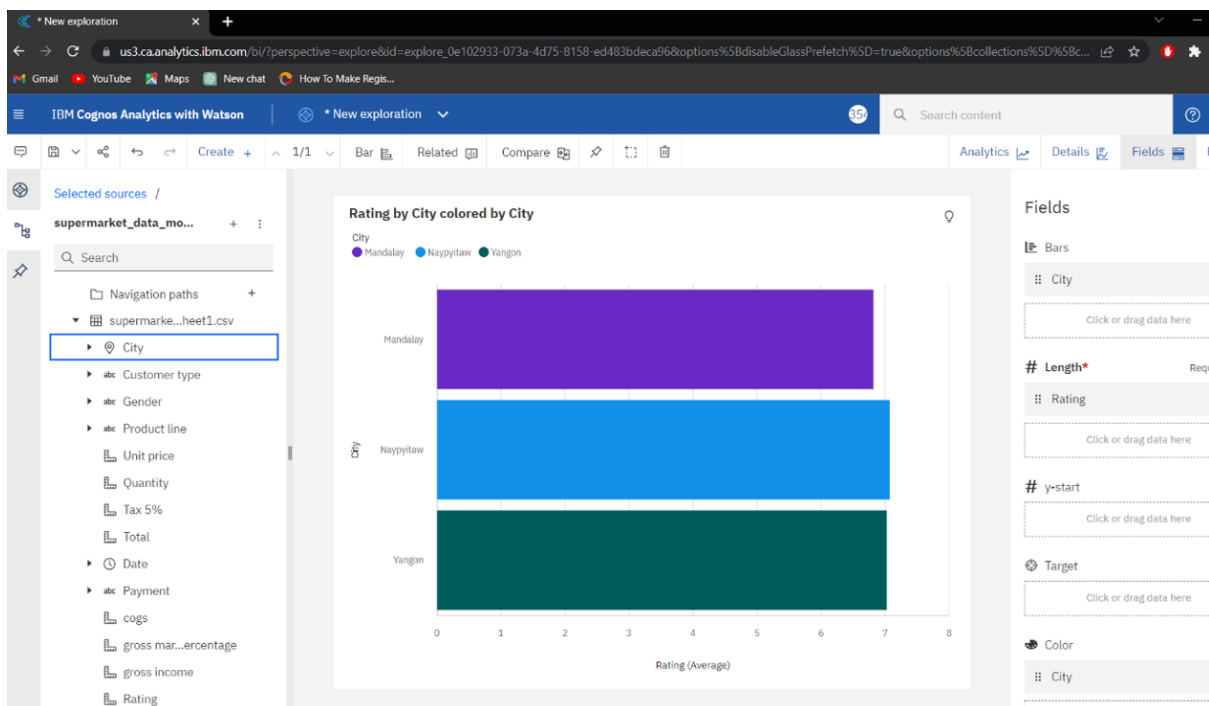 * New exploration
us3.ca.analytics.ibm.com/bi/?perspective=explore&id=explore_0e102933-073a-4d75-8158-ed483bdeca96&options%5BdisableGlassPrefetch%5D=true&options%5Bcollections%5D%5Bc...
Gmail YouTube Maps New chat How To Make Regis...
IBM Cognos Analytics with Watson * New exploration 354 Search content
Create + 1/1 Bar Related Compare Analytics Details Fields
Selected sources /
supermarket_data_mo...
Search
Navigation paths
supermarke...heet1.csv
City
abc Customer type
abc Gender
abc Product line
Unit price
Quantity
Tax 5%
Total
Date
abc Payment
cogs
gross mar...ercentage
gross income
Rating
Rating by City colored by City
City
Mandalay Naypyitaw Yangon
Mandalay
Naypyitaw
Yangon
City
0 1 2 3 4 5 6 7 8
Rating (Average)
Fields
Bars
City
Click or drag data here
# Length* Requ
Rating
Click or drag data here
# y-start
Click or drag data here
Target
Click or drag data here
Color
City